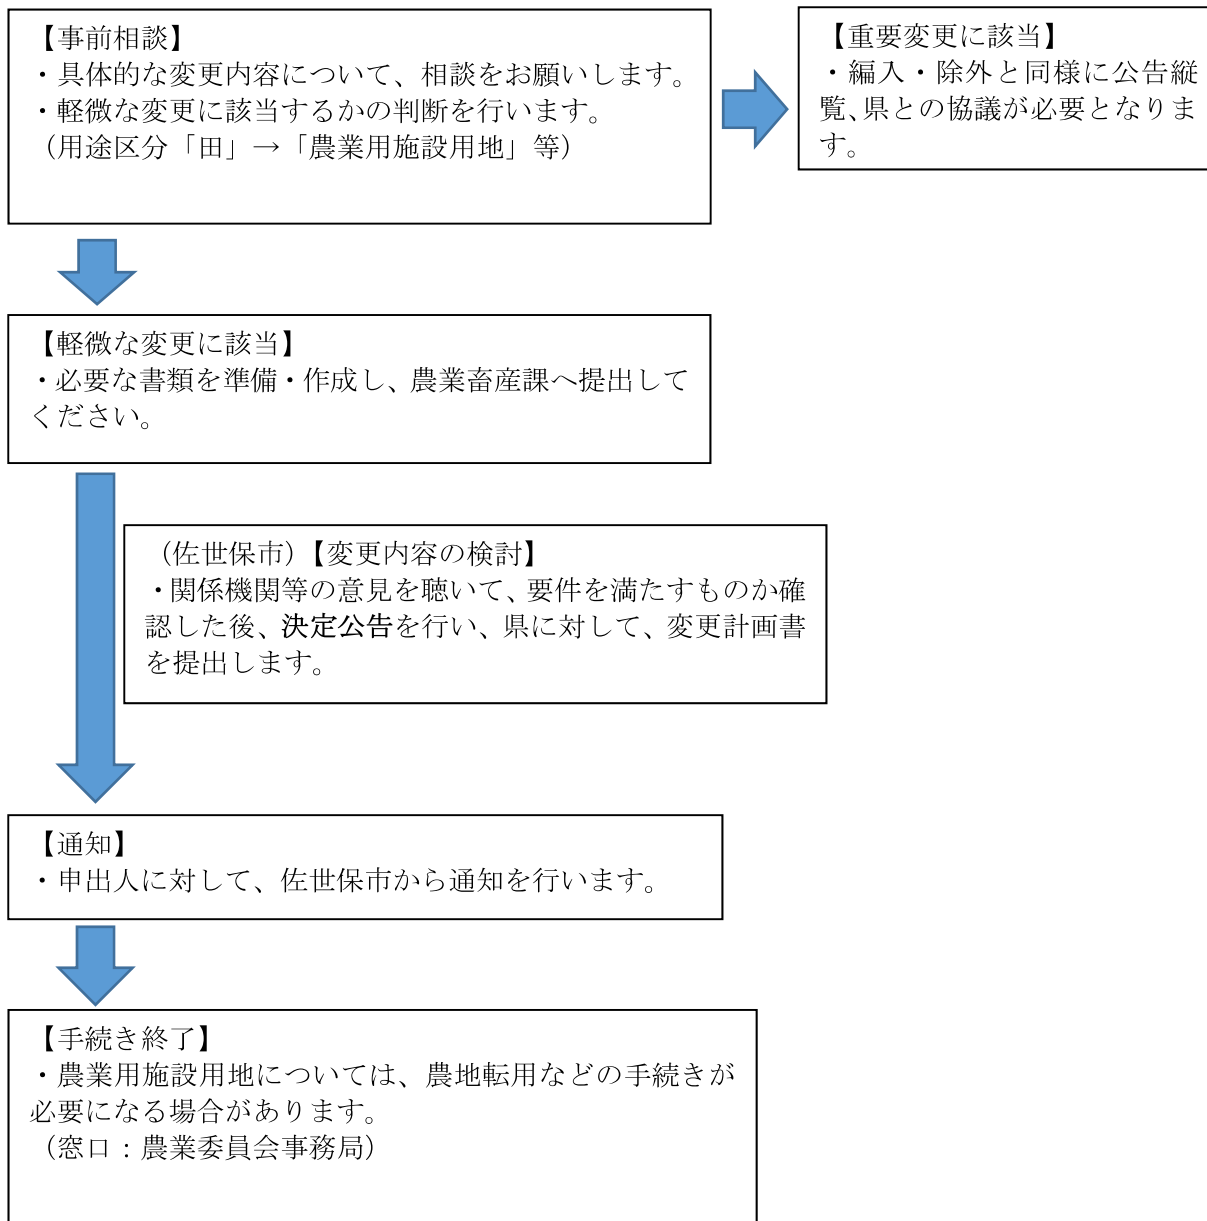 【事前相談】
・具体的な変更内容について、相談をお願いします。
・軽微な変更に該当するかの判断を行います。
（用途区分「田」→「農業用施設用地」等）
【重要変更に該当】
・編入・除外と同様に公告縦
覧、県との協議が必要となりま
す。
【軽微な変更に該当】
・必要な書類を準備・作成し、農業畜産課へ提出して
ください。
（佐世保市）【変更内容の検討】
・関係機関等の意見を聴いて、要件を満たすものか確
認した後、決定公告を行い、県に対して、変更計画書
を提出します。
【通知】
・申出人に対して、佐世保市から通知を行います。
【手続き終了】
・農業用施設用地については、農地転用などの手続きが
必要になる場合があります。
（窓口：農業委員会事務局）